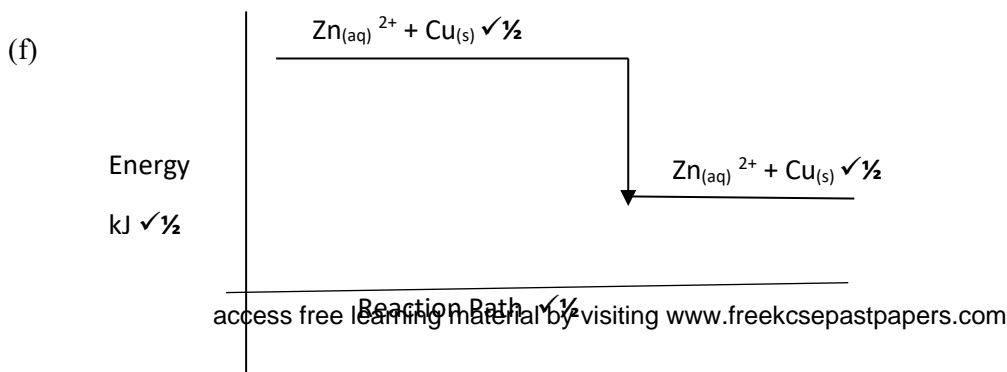 Zn(aq) 2+ + Cu(s) ✓½
(f)
Energy
Zn(aq) 2+ + Cu(s) ✓½
kJ ✓½
Reaction Path ✓½
access free learning material by visiting www.freekcsepastpapers.com